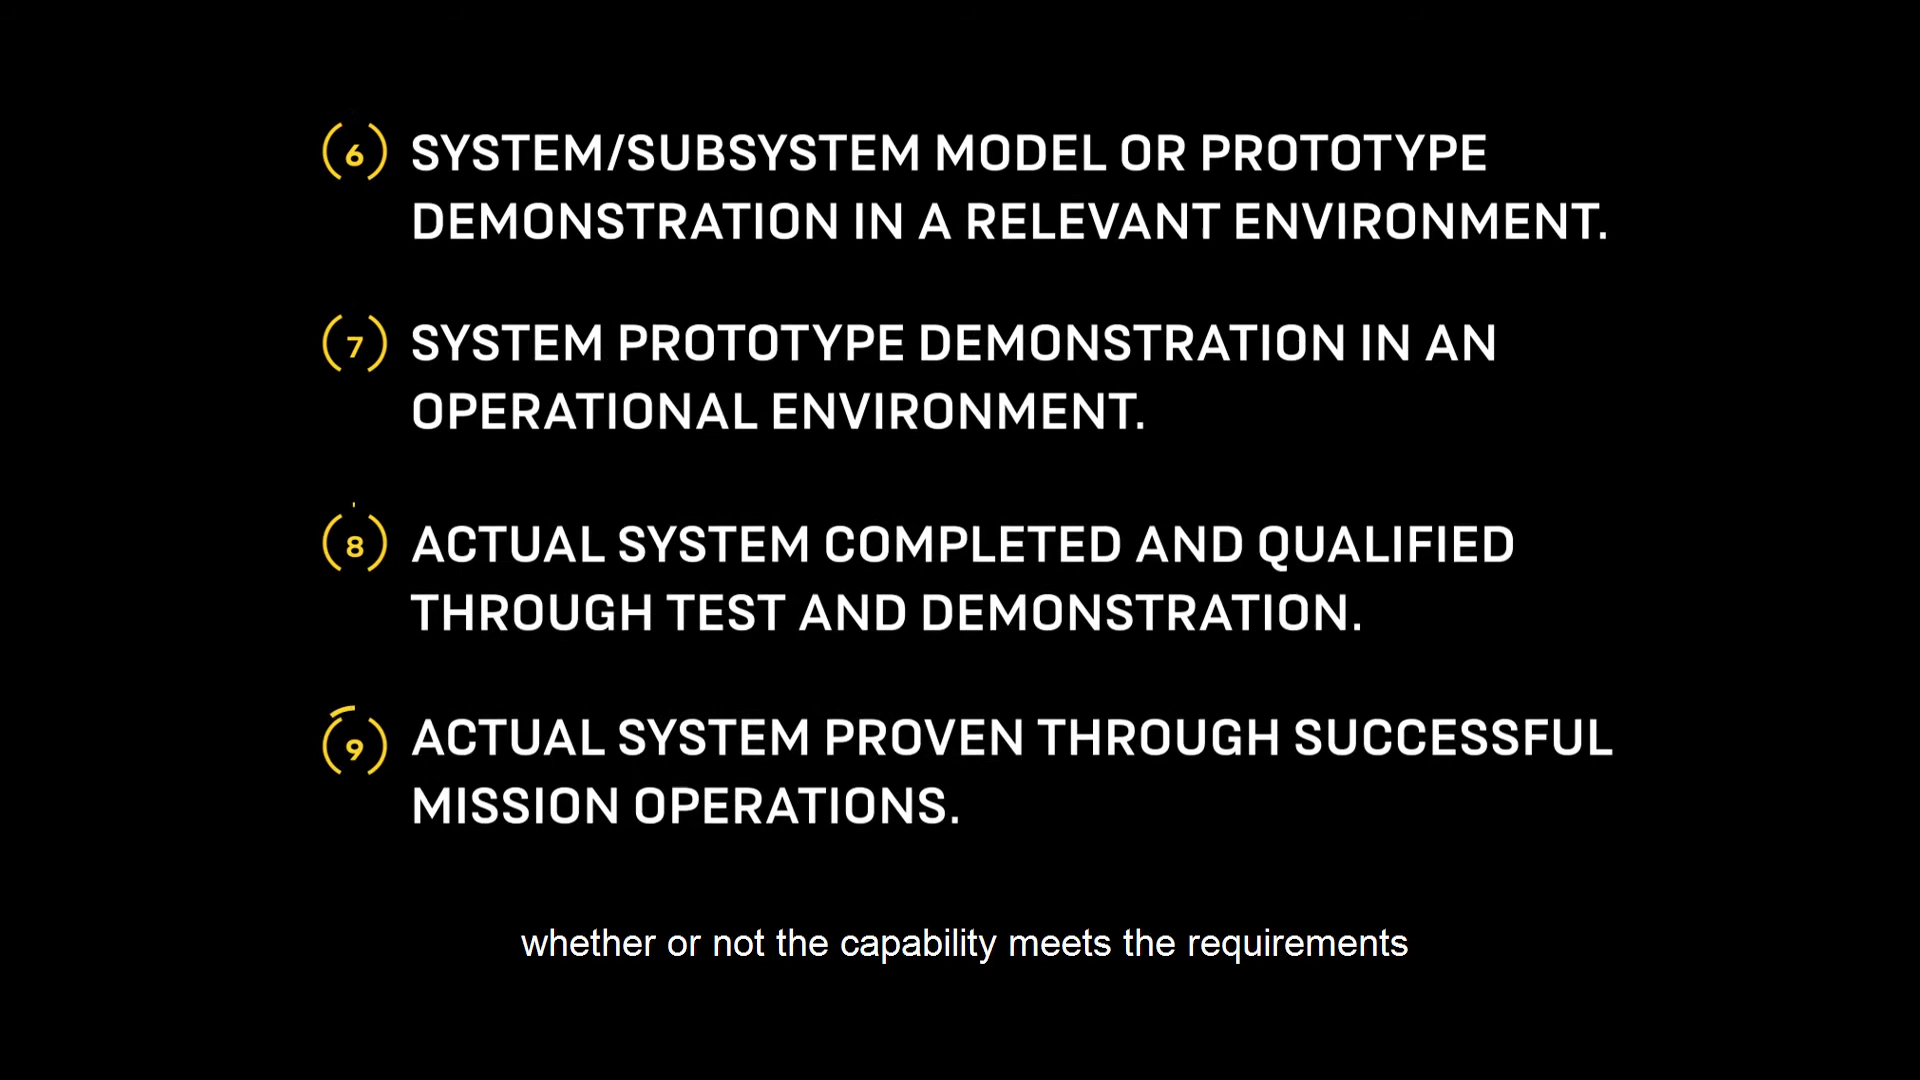 6 SYSTEM/SUBSYSTEM MODEL OR PROTOTYPE
DEMONSTRATION IN A RELEVANT ENVIRONMENT.
7 SYSTEM PROTOTYPE DEMONSTRATION IN AN
OPERATIONAL ENVIRONMENT.
8 ACTUAL SYSTEM COMPLETED AND QUALIFIED
THROUGH TEST AND DEMONSTRATION.
9 ACTUAL SYSTEM PROVEN THROUGH SUCCESSFUL
MISSION OPERATIONS.
whether or not the capability meets the requirements